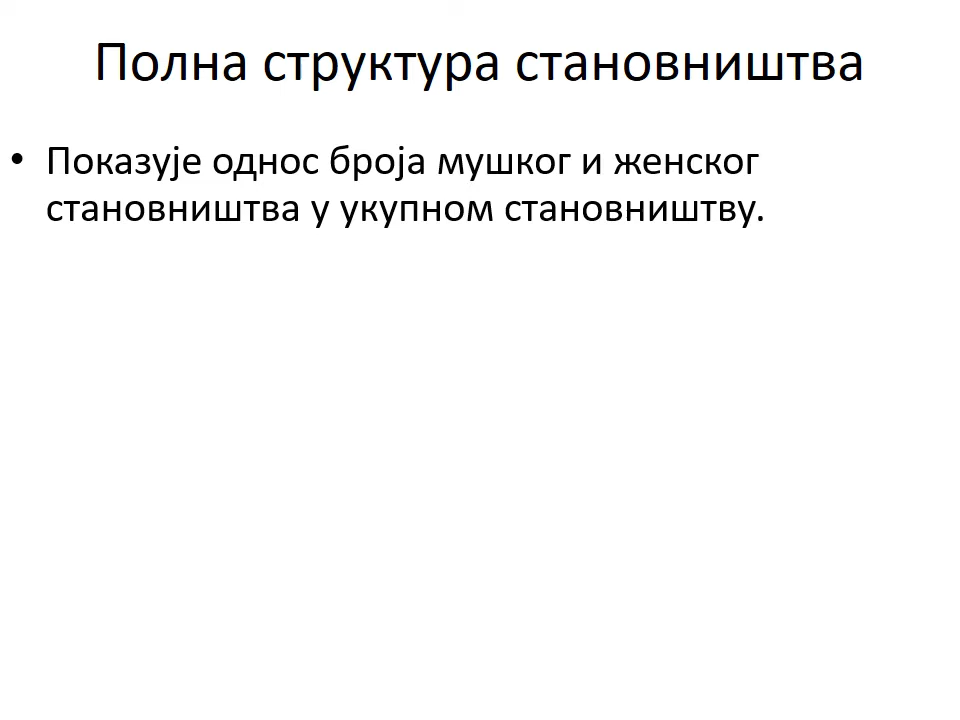 Полна структура становништва
• Показује однос броја мушког и женског
становништва у укупном становништву.